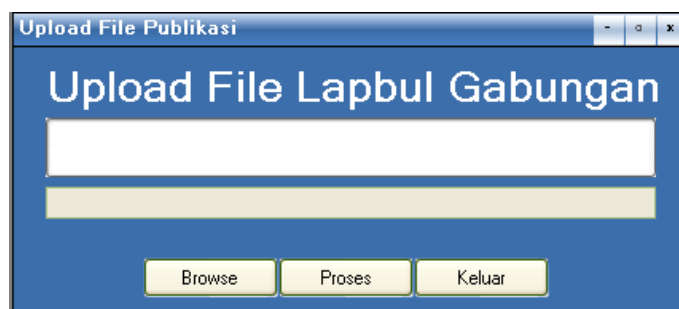 Upload File Publikasi
Upload File Lapbul Gabungan
Browse Proses Keluar